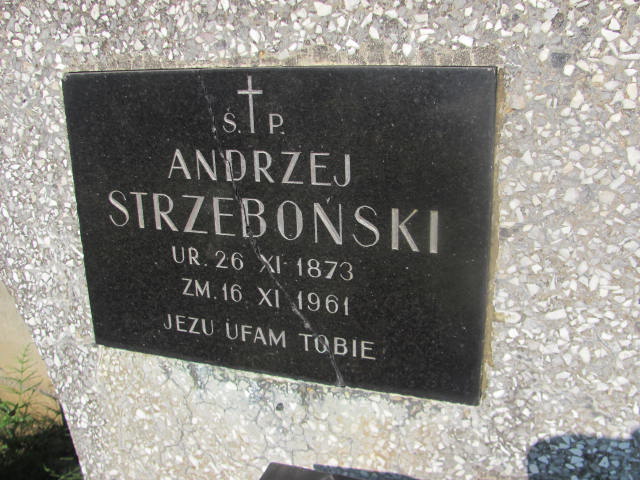 Ś. P.
ANDRZEJ
STRZEBOŃSKI
UR. 26 XI 1873
ZM. 16 XI 1961
JEZU UFAM TOBIE